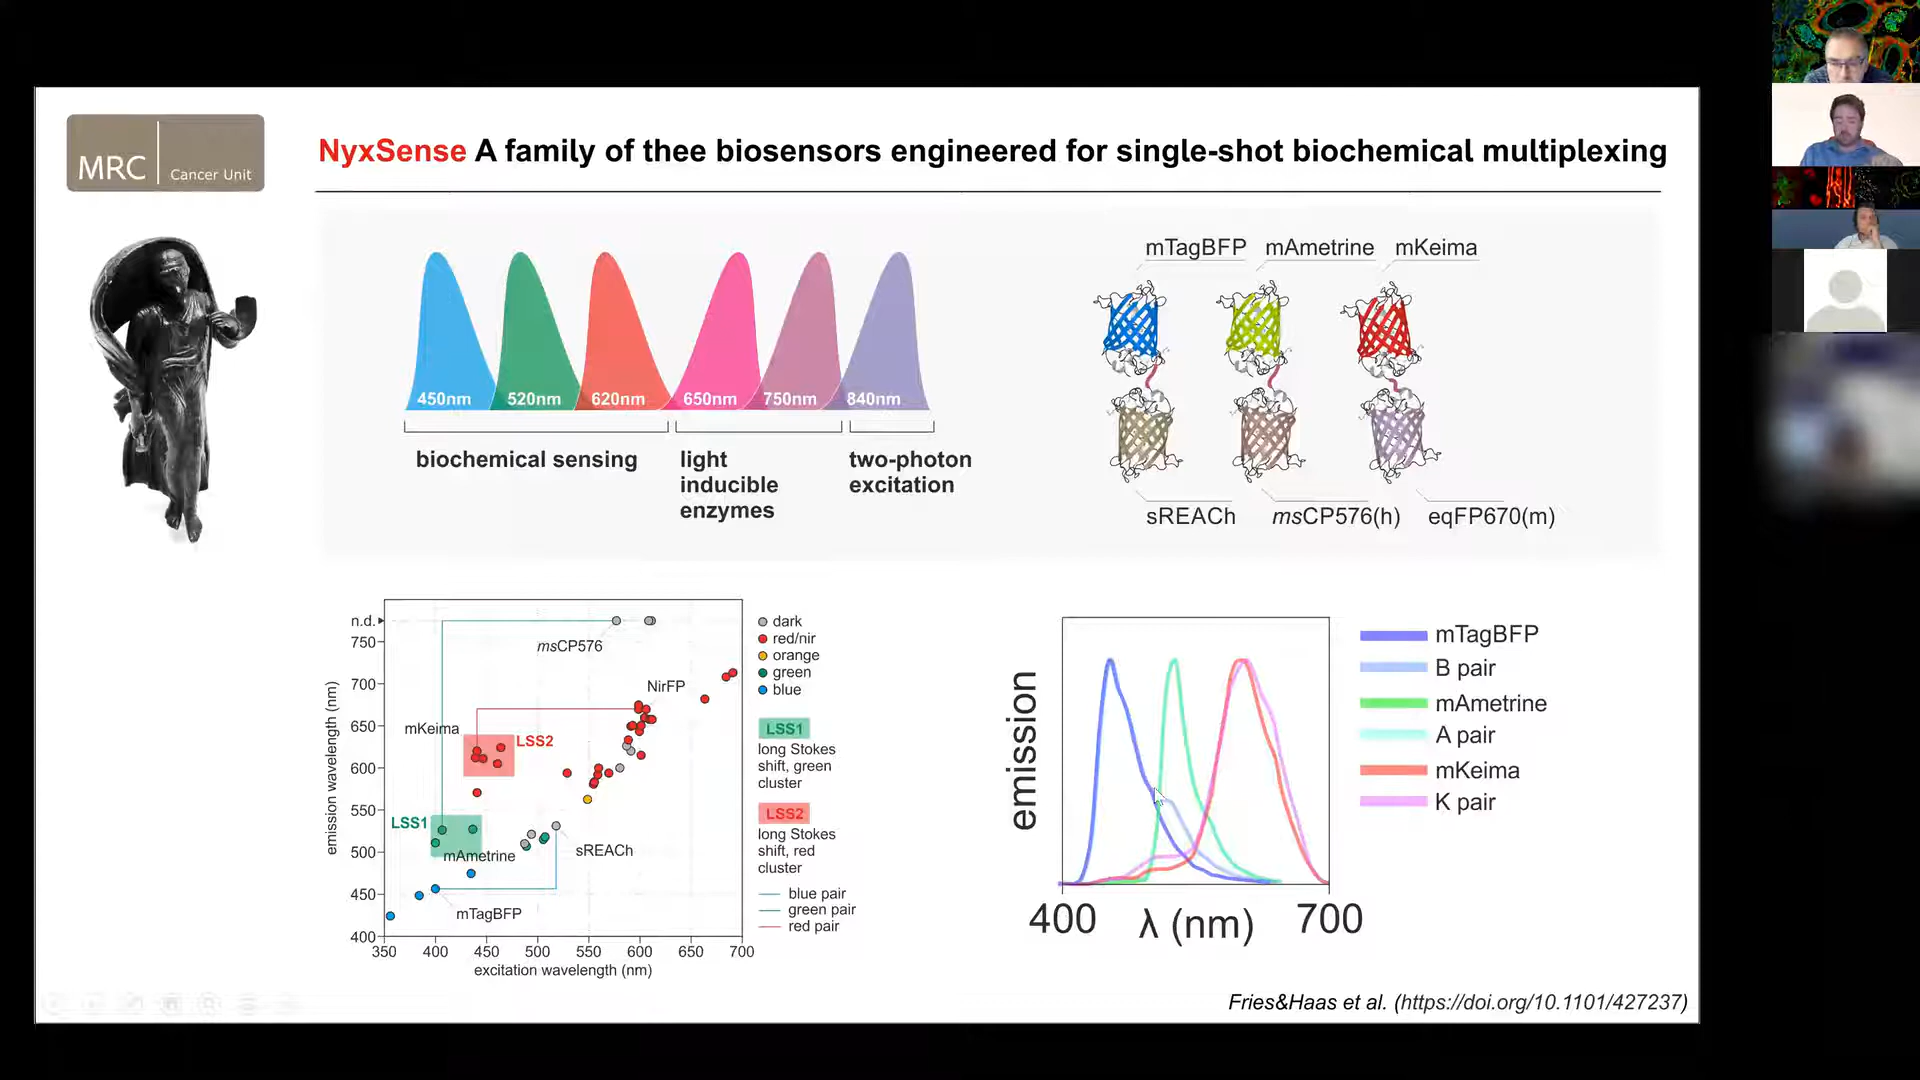 MRC Cancer Unit
NyxSense A family of thee biosensors engineered for single-shot biochemical multiplexing
450nm 520nm 620nm 650nm 750nm 840nm
biochemical sensing
light
inducible
enzymes
two-photon
excitation
mTagBFP mAmetrine mKeima
sREACh msCP576(h) eqFP670(m)
n.d.
750
700
650
600
550
500
450
400
350 400 450 500 550 600 650 700
emission wavelength (nm)
excitation wavelength (nm)
msCP576
NirFP
mKeima
LSS2
LSS1
mAmetrine
sREACh
mTagBFP
dark
red/nir
orange
green
blue
LSS1
long Stokes
shift, green
cluster
LSS2
long Stokes
shift, red
cluster
blue pair
green pair
red pair
emission
400 λ (nm) 700
mTagBFP
B pair
mAmetrine
A pair
mKeima
K pair
Fries&Haas et al. (https://doi.org/10.1101/427237)